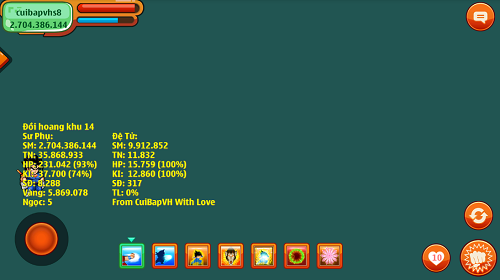 cuibapvhs8
2.704.386.144
Đồi hoang khu 14
Sư Phụ:
SM: 2.704.386.144
TN: 35.868.933
HP: 231.042 (93%)
KI: 37.700 (74%)
SĐ: 8.288
Vàng: 5.869.078
Ngọc: 5
Đệ Tử:
SM: 9.912.852
TN: 11.832
HP: 15.759 (100%)
KI: 12.860 (100%)
SĐ: 317
TL: 0%
From CuiBapVH With Love
10